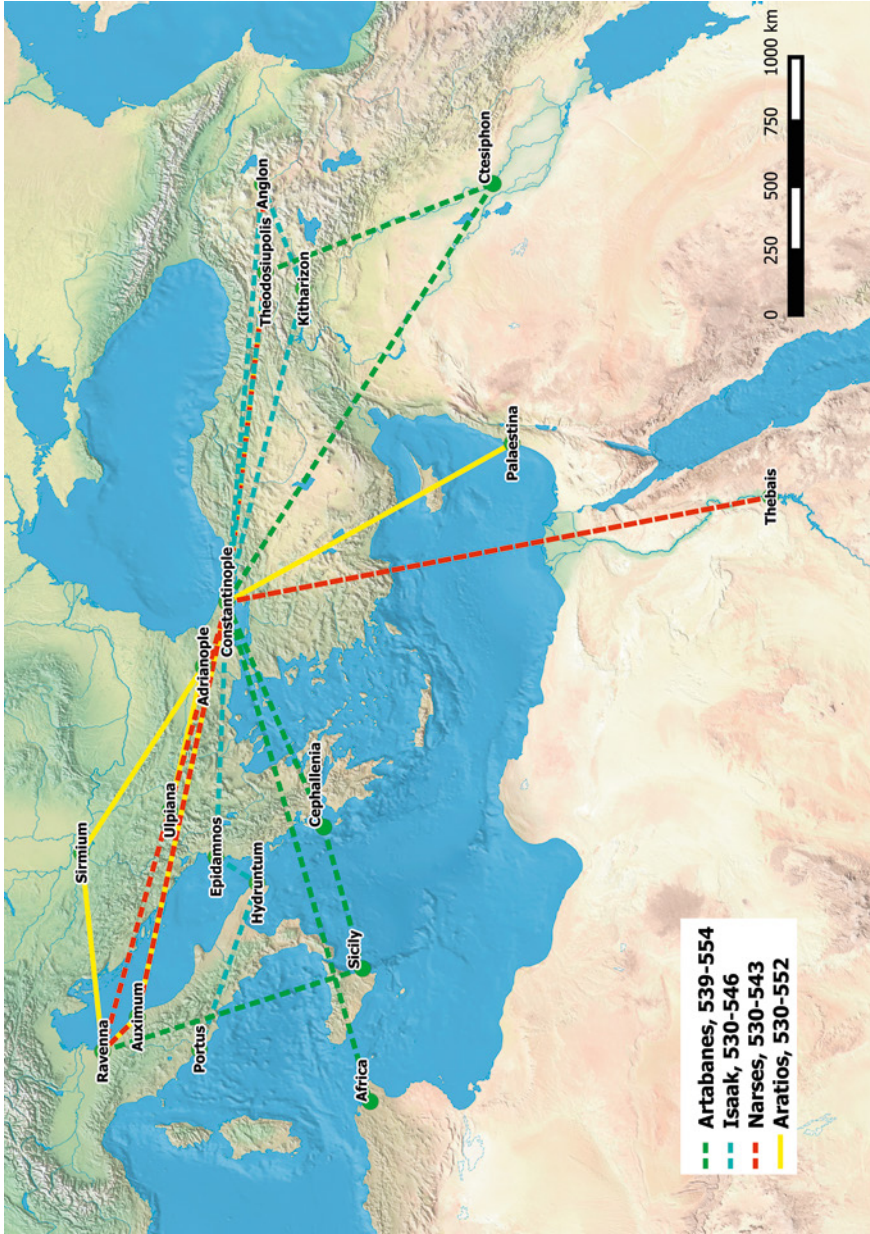 Ravenna
Sirmium
Auximum
Ulpiana
Portus
Adrianople
Epidamnos
Constantinople
Hydruntum
Theodosiupolis
Anglon
Kitharizon
Cephallenia
Sicily
Africa
Ctesiphon
Palaestina
Thebais
Artabanes, 539-554
Isaak, 530-546
Narses, 530-543
Aratios, 530-552
0 250 500 750 1000 km